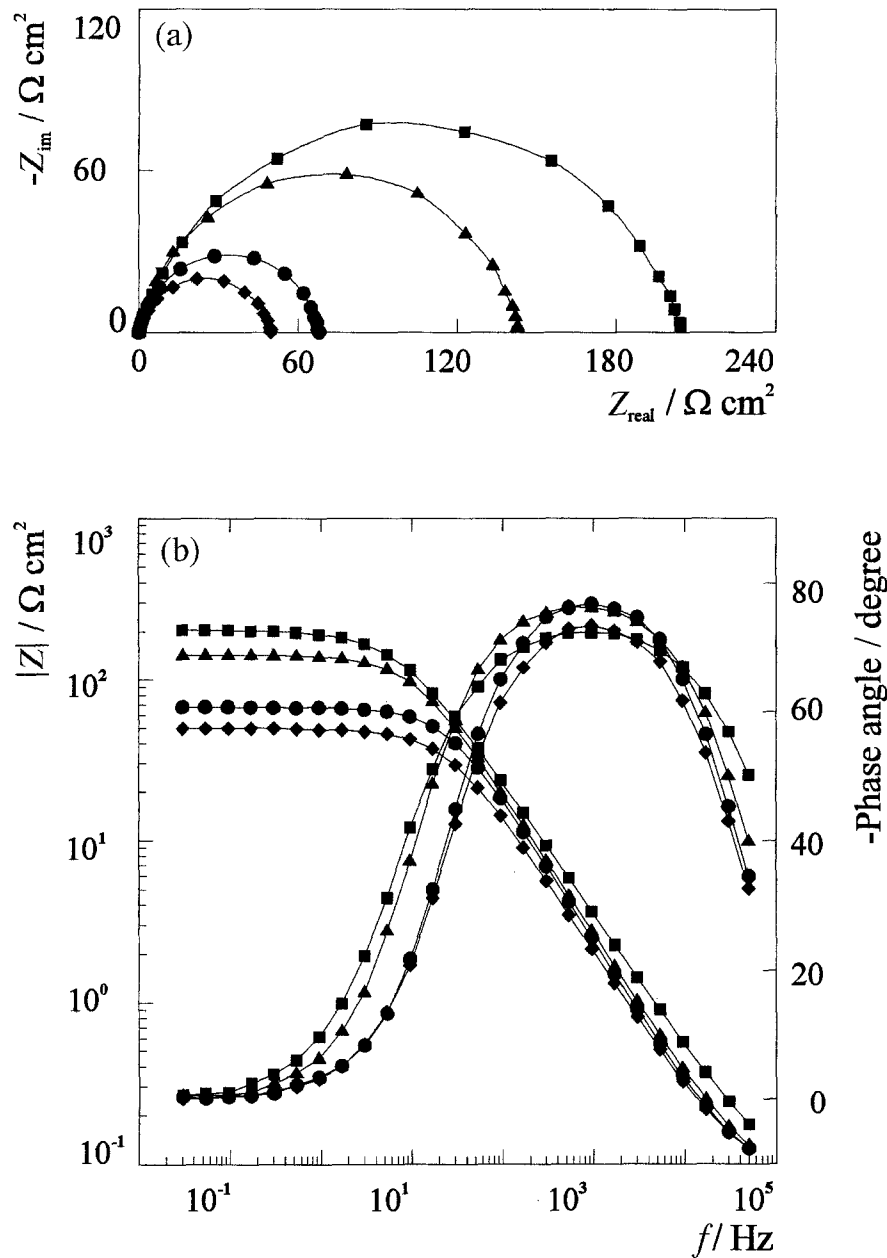 (a)
120
60
0
-Z_im / Ω cm²
0 60 120 180 240
Z_real / Ω cm²
(b)
10³
10²
10¹
10⁰
10⁻¹
|Z| / Ω cm²
80
60
40
20
0
-Phase angle / degree
10⁻¹ 10¹ 10³ 10⁵
f / Hz